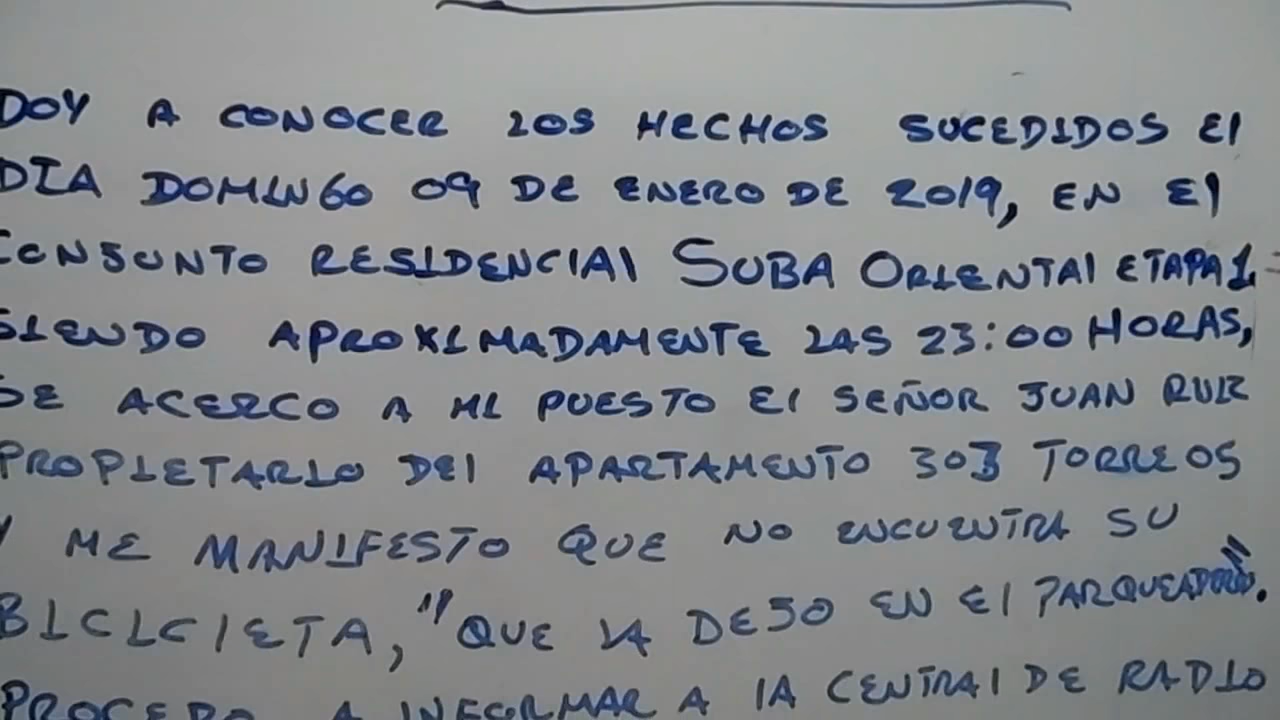 DOY A CONOCER LOS HECHOS SUCEDIDOS El
DIA DOMINGO 09 DE ENERO DE 2019, EN El
CONJUNTO RESIDENCIAl SUBA ORIENTAl ETAPA 1,
SIENDO APROXIMADAMENTE LAS 23:00 HORAS,
SE ACERCO A MI PUESTO El SEÑOR JUAN RUIZ
PROPIETARIO DEl APARTAMENTO 303 TORRE 05
Y ME MANIFESTO QUE NO ENCUENTRA SU
BICICLETA, "QUE LA DEJO EN El PARQUEADERO".
PROCEDO A INFORMAR A lA CENTRAl DE RADIO